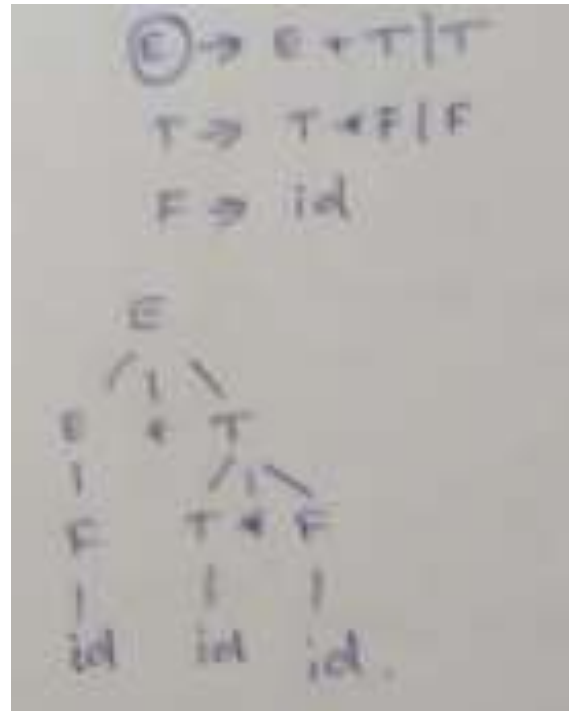 E → E + T | T
T → T * F | F
F → id
E
E + T
F T * F
id id id.